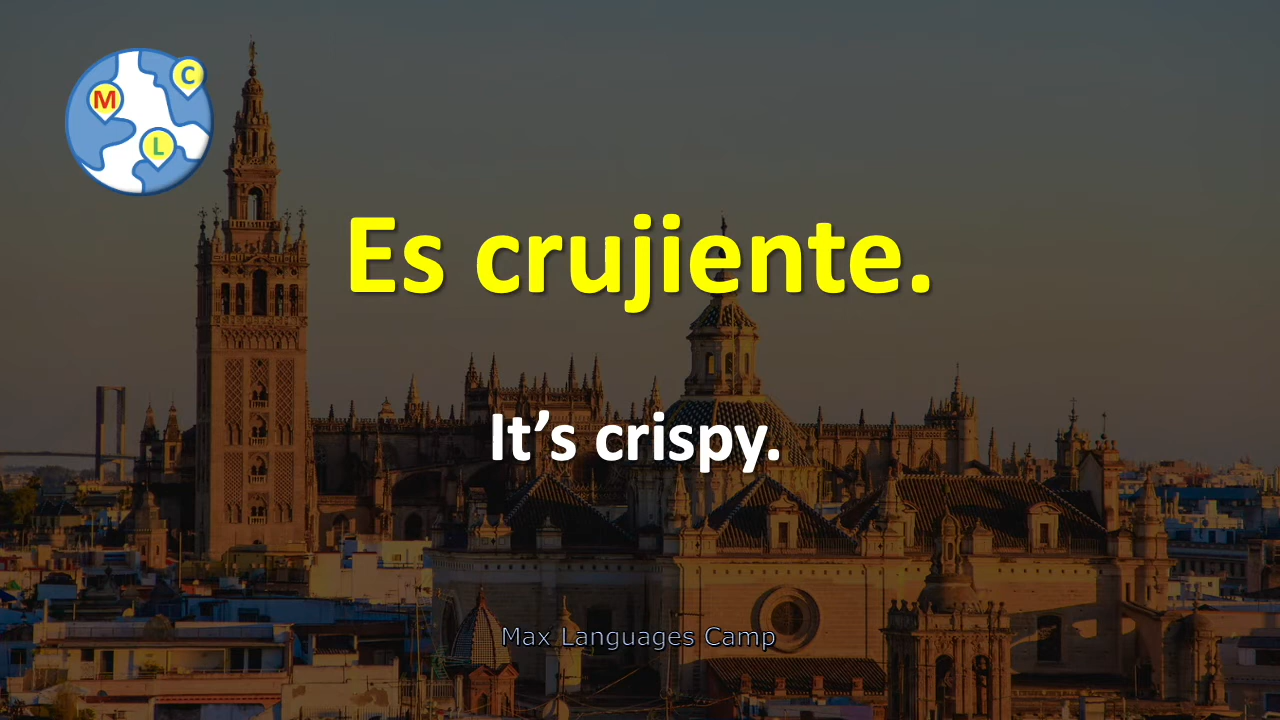 M
C
L
Es crujiente.
It’s crispy.
Max Languages Camp